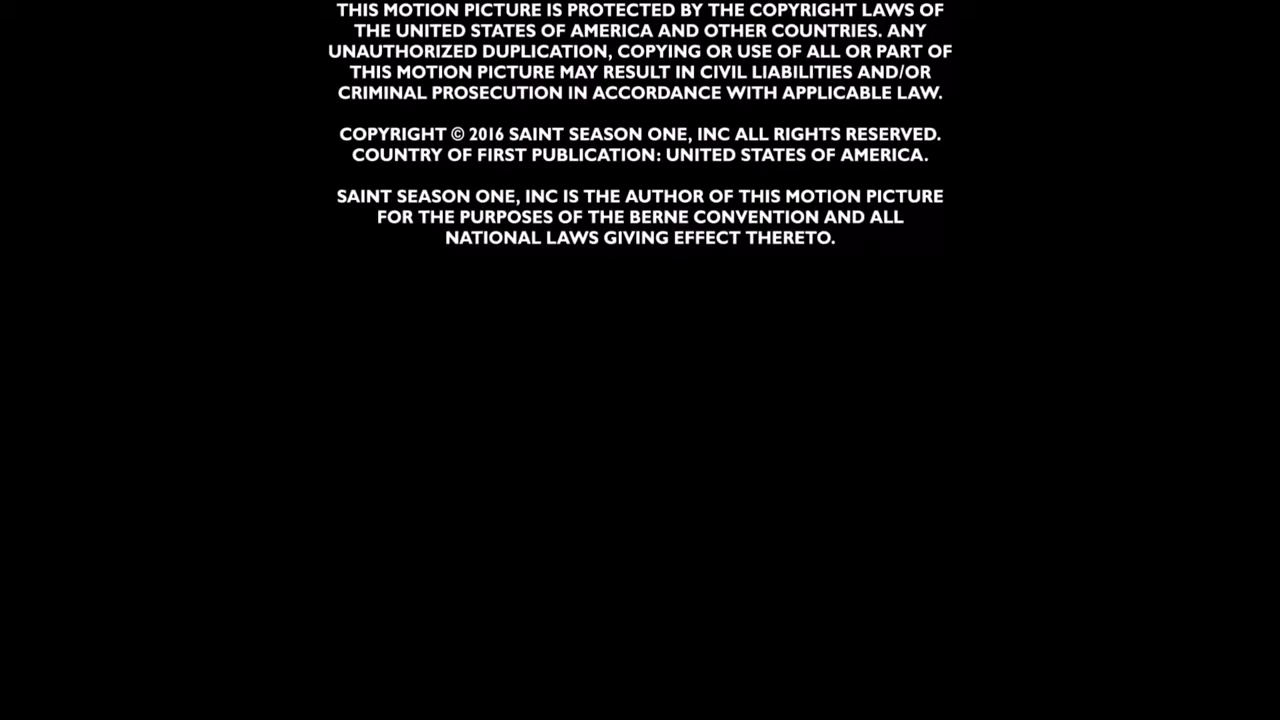 THIS MOTION PICTURE IS PROTECTED BY THE COPYRIGHT LAWS OF
THE UNITED STATES OF AMERICA AND OTHER COUNTRIES. ANY
UNAUTHORIZED DUPLICATION, COPYING OR USE OF ALL OR PART OF
THIS MOTION PICTURE MAY RESULT IN CIVIL LIABILITIES AND/OR
CRIMINAL PROSECUTION IN ACCORDANCE WITH APPLICABLE LAW.
COPYRIGHT © 2016 SAINT SEASON ONE, INC ALL RIGHTS RESERVED.
COUNTRY OF FIRST PUBLICATION: UNITED STATES OF AMERICA.
SAINT SEASON ONE, INC IS THE AUTHOR OF THIS MOTION PICTURE
FOR THE PURPOSES OF THE BERNE CONVENTION AND ALL
NATIONAL LAWS GIVING EFFECT THERETO.